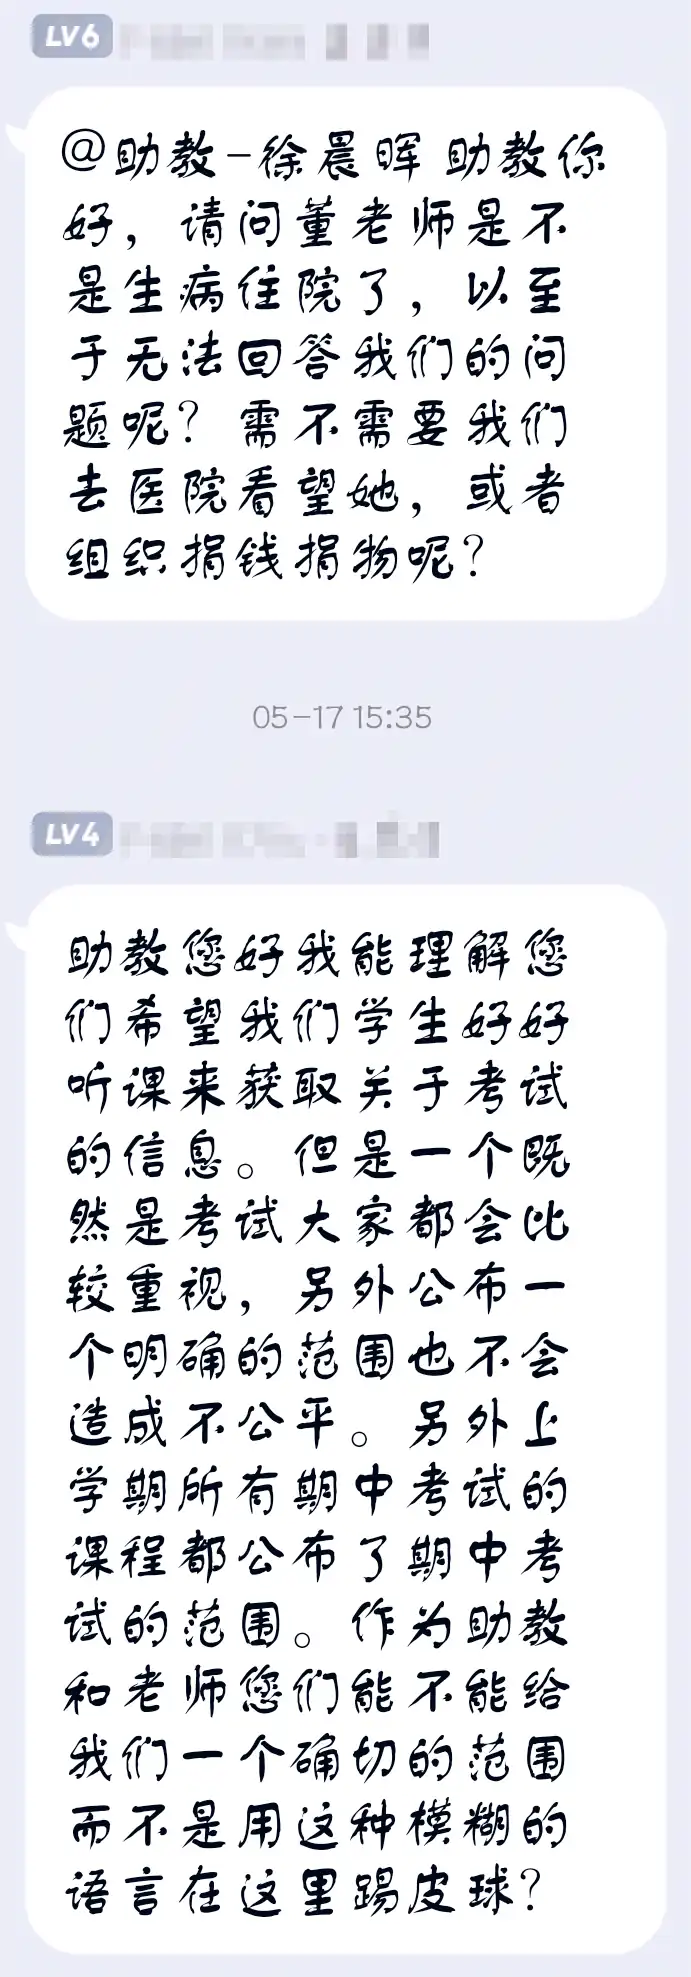 LV6
@助教-徐晨晖 助教你
好，请问董老师是不
是生病住院了，以至
于无法回答我们的问
题呢？需不需要我们
去医院看望她，或者
组织捐钱捐物呢？
05-17 15:35
LV4
助教您好我能理解您
们希望我们学生好好
听课来获取关于考试
的信息。但是一个既
然是考试大家都会比
较重视，另外公布一
个明确的范围也不会
造成不公平。另外上
学期所有期中考试的
课程都公布了期中考
试的范围。作为助教
和老师您们能不能给
我们一个确切的范围
而不是用这种模糊的
语言在这里踢皮球？